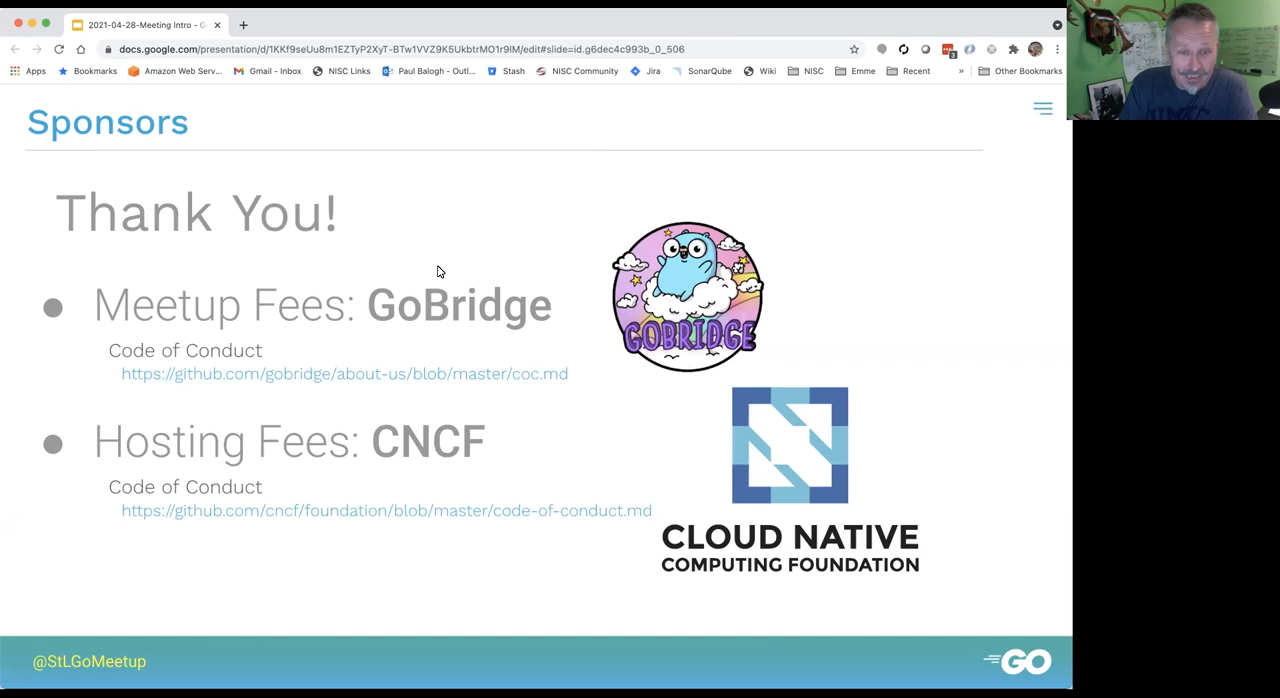 2021-04-28-Meeting Intro - G
docs.google.com/presentation/d/1KKf9seUu8m1EZTyP2XyT-BTw1VVZ9K5UkbtrMO1r9lM/edit#slide=id.g6dec4c993b_0_506
Apps Bookmarks Amazon Web Serv... Gmail - Inbox NISC Links Paul Balogh - Outl... Stash NISC Community Jira SonarQube Wiki NISC Emme Recent » Other Bookmarks
Sponsors
Thank You!
● Meetup Fees: GoBridge
Code of Conduct
https://github.com/gobridge/about-us/blob/master/coc.md
GOBRIDGE
● Hosting Fees: CNCF
Code of Conduct
https://github.com/cncf/foundation/blob/master/code-of-conduct.md
CLOUD NATIVE
COMPUTING FOUNDATION
@StLGoMeetup
GO